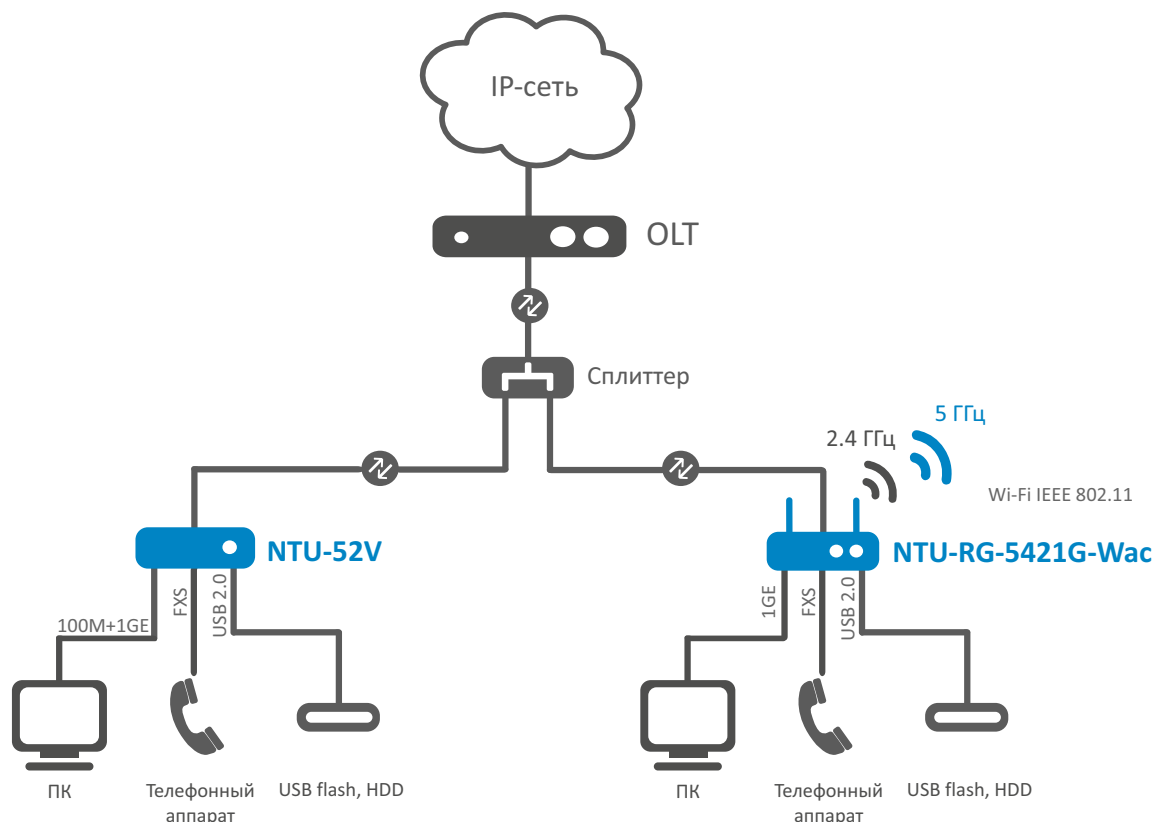 IP-сеть
OLT
Сплиттер
5 ГГц
2.4 ГГц
Wi-Fi IEEE 802.11
NTU-52V
NTU-RG-5421G-Wac
100M+1GE
FXS
USB 2.0
1GE
FXS
USB 2.0
ПК
Телефонный
аппарат
USB flash, HDD
ПК
Телефонный
аппарат
USB flash, HDD